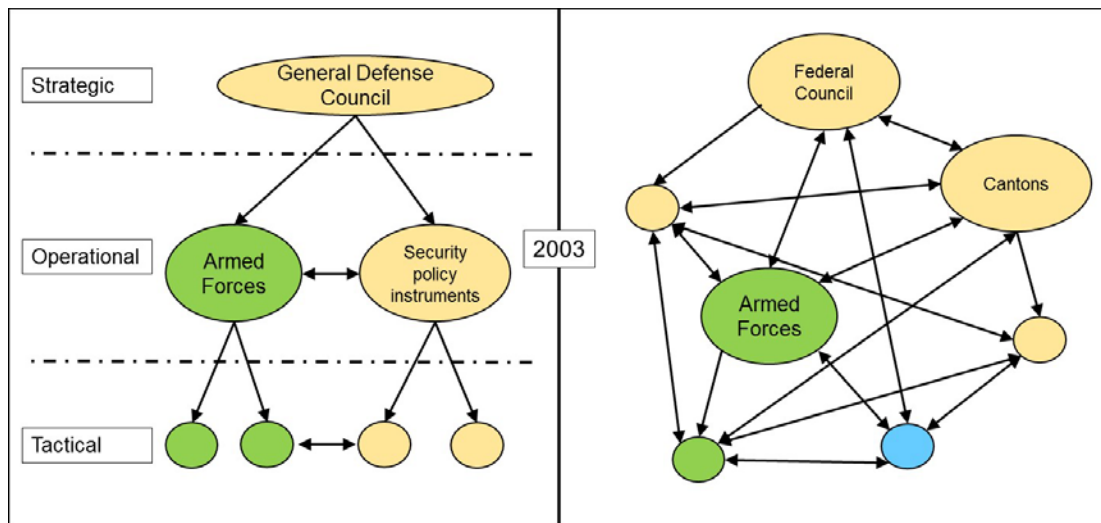 Strategic
General Defense
Council
Operational
Armed
Forces
Security
policy
instruments
Tactical
2003
Federal
Council
Cantons
Armed
Forces